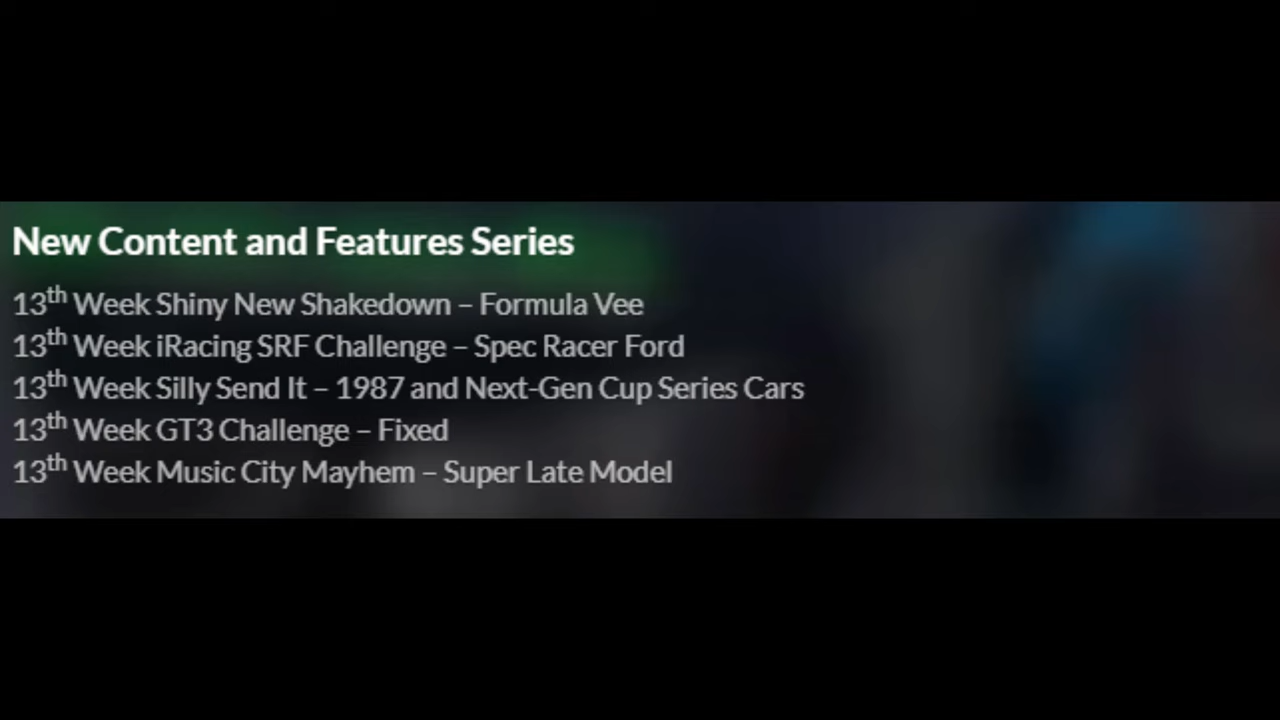 New Content and Features Series
13th Week Shiny New Shakedown – Formula Vee
13th Week iRacing SRF Challenge – Spec Racer Ford
13th Week Silly Send It – 1987 and Next-Gen Cup Series Cars
13th Week GT3 Challenge – Fixed
13th Week Music City Mayhem – Super Late Model